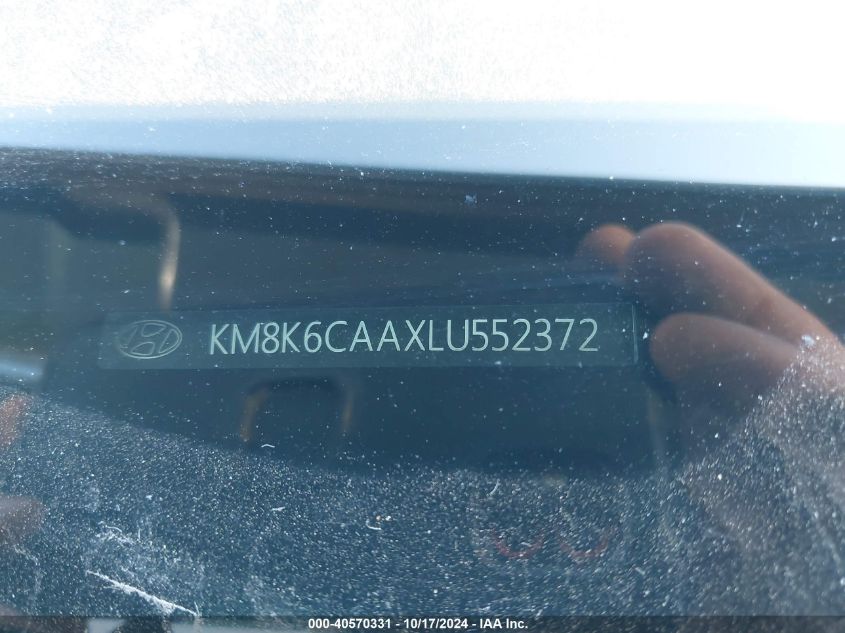 KM8K6CAAXLU552372
000-40570331 - 10/17/2024 - IAA Inc.